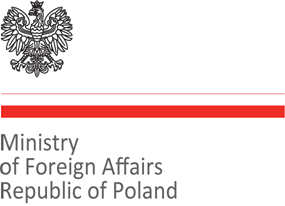 Ministry
of Foreign Affairs
Republic of Poland